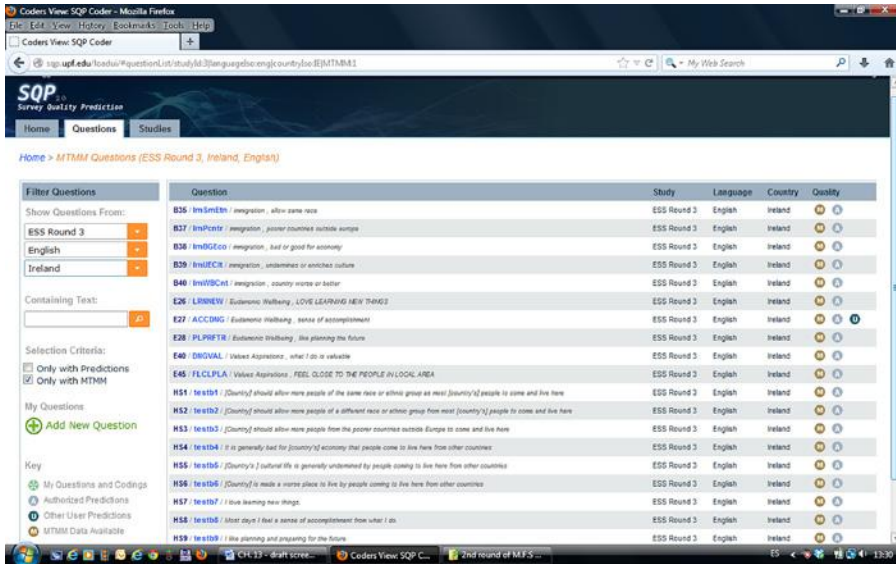 Coders View: SQP Coder - Mozilla Firefox
File Edit View History Bookmarks Tools Help
Coders View: SQP Coder
sqp.upf.edu/loadui/#questionList/studyId:3|languageIso:eng|countryIso:IE|MTMM:1
My Web Search
SQP 2.0
Survey Quality Prediction
Home Questions Studies
Home > MTMM Questions (ESS Round 3, Ireland, English)
Filter Questions
Show Questions From:
ESS Round 3
English
Ireland
Containing Text:
Selection Criteria:
Only with Predictions
Only with MTMM
My Questions
Add New Question
Key
My Questions and Codings
Authorized Predictions
Other User Predictions
MTMM Data Available
Question Study Language Country Quality
B35 / ImSmEtn / immigration , allow same race ESS Round 3 English Ireland
B37 / ImPcntr / immigration , poorer countries outside europe ESS Round 3 English Ireland
B38 / ImBGEco / immigration , bad or good for economy ESS Round 3 English Ireland
B39 / ImUEClt / immigration , undermines or enriches culture ESS Round 3 English Ireland
B40 / ImWBCnt / immigration , country worse or better ESS Round 3 English Ireland
E26 / LRNNEW / Eudamonic Wellbeing , LOVE LEARNING NEW THINGS ESS Round 3 English Ireland
E27 / ACCDNG / Eudamonic Wellbeing , sense of accomplishment ESS Round 3 English Ireland
E28 / PLPRFTR / Eudamonic Wellbeing , like planning the future ESS Round 3 English Ireland
E40 / DNGVAL / Values Aspirations , what I do is valuable ESS Round 3 English Ireland
E45 / FLCLPLA / Values Aspirations , FEEL CLOSE TO THE PEOPLE IN LOCAL AREA ESS Round 3 English Ireland
HS1 / testb1 / [Country] should allow more people of the same race or ethnic group as most [country's] people to come and live here ESS Round 3 English Ireland
HS2 / testb2 / [Country] should allow more people of a different race or ethnic group from most [country's] people to come and live here ESS Round 3 English Ireland
HS3 / testb3 / [Country] should allow more people from the poorer countries outside Europe to come and live here ESS Round 3 English Ireland
HS4 / testb4 / It is generally bad for [country's] economy that people come to live here from other countries ESS Round 3 English Ireland
HS5 / testb5 / [Country's ] cultural life is generally undermined by people coming to live here from other countries ESS Round 3 English Ireland
HS6 / testb6 / [Country] is made a worse place to live by people coming to live here from other countries ESS Round 3 English Ireland
HS7 / testb7 / I love learning new things. ESS Round 3 English Ireland
HS8 / testb8 / Most days I feel a sense of accomplishment from what I do. ESS Round 3 English Ireland
HS9 / testb9 / I like planning and preparing for the future. ESS Round 3 English Ireland
CH.13 - draft scree... Coders View: SQP C... 2nd round of M.F.S ... ES 13:30